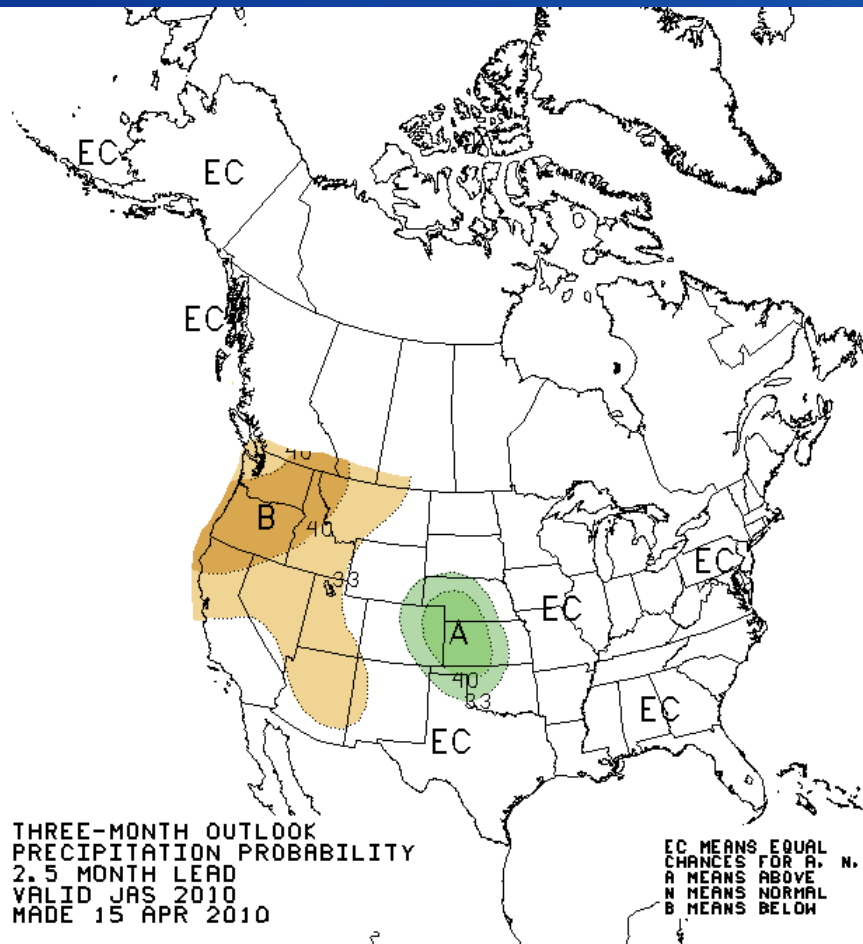 EC
EC
EC
40
B
40
33
EC
EC
A
40
33
EC
EC
THREE-MONTH OUTLOOK
PRECIPITATION PROBABILITY
2.5 MONTH LEAD
VALID JAS 2010
MADE 15 APR 2010
EC MEANS EQUAL
CHANCES FOR A, N,
A MEANS ABOVE
N MEANS NORMAL
B MEANS BELOW